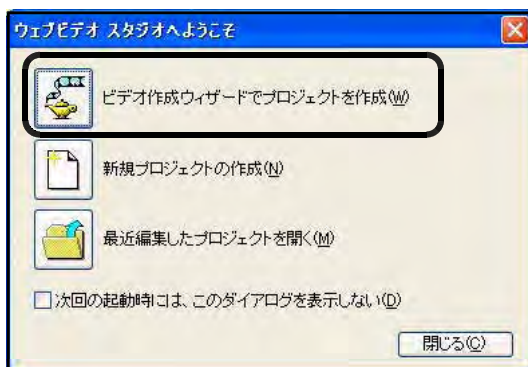 ウェブビデオ スタジオへようこそ
ビデオ作成ウィザードでプロジェクトを作成(W)
新規プロジェクトの作成(N)
最近編集したプロジェクトを開く(M)
次回の起動時には、このダイアログを表示しない(D)
閉じる(C)